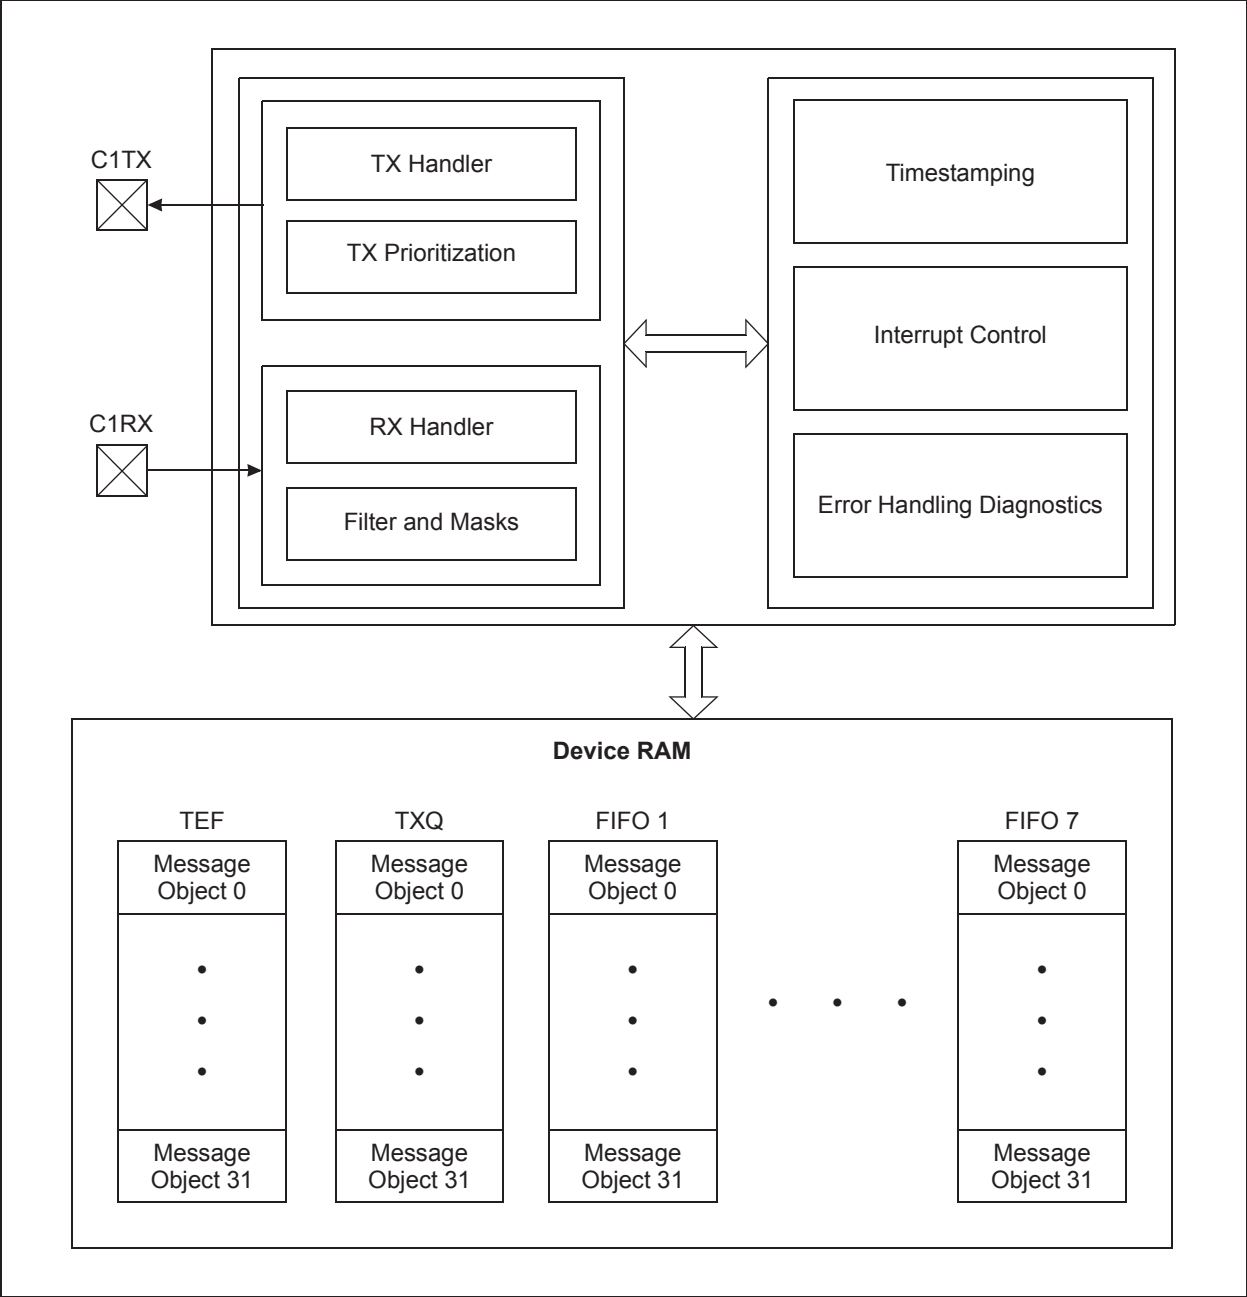 C1TX
TX Handler
TX Prioritization
C1RX
RX Handler
Filter and Masks
Timestamping
Interrupt Control
Error Handling Diagnostics
Device RAM
TEF
Message
Object 0
Message
Object 31
TXQ
Message
Object 0
Message
Object 31
FIFO 1
Message
Object 0
Message
Object 31
FIFO 7
Message
Object 0
Message
Object 31